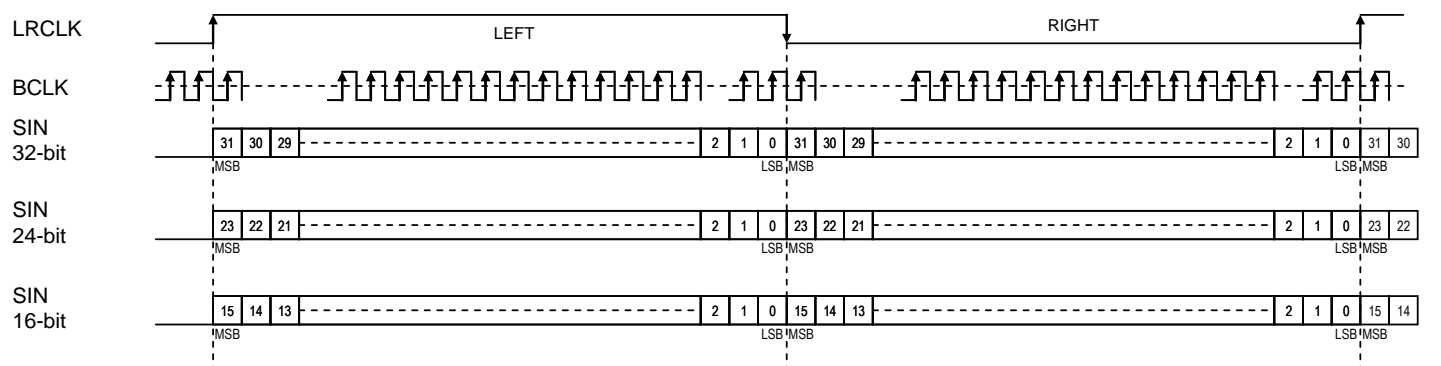 LRCLK LEFT RIGHT
BCLK
SIN
32-bit
31 30 29 2 1 0 31 30 29 2 1 0 31 30
MSB LSB MSB LSB MSB
SIN
24-bit
23 22 21 2 1 0 23 22 21 2 1 0 23 22
MSB LSB MSB LSB MSB
SIN
16-bit
15 14 13 2 1 0 15 14 13 2 1 0 15 14
MSB LSB MSB LSB MSB